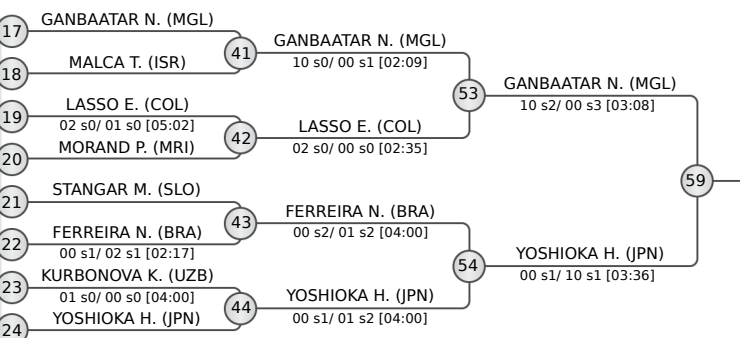 17
GANBAATAR N. (MGL)
18
MALCA T. (ISR)
41
GANBAATAR N. (MGL)
10 s0/ 00 s1 [02:09]
19
LASSO E. (COL)
02 s0/ 01 s0 [05:02]
20
MORAND P. (MRI)
42
LASSO E. (COL)
02 s0/ 00 s0 [02:35]
53
GANBAATAR N. (MGL)
10 s2/ 00 s3 [03:08]
21
STANGAR M. (SLO)
22
FERREIRA N. (BRA)
00 s1/ 02 s1 [02:17]
43
FERREIRA N. (BRA)
00 s2/ 01 s2 [04:00]
23
KURBONOVA K. (UZB)
01 s0/ 00 s0 [04:00]
24
YOSHIOKA H. (JPN)
44
YOSHIOKA H. (JPN)
00 s1/ 01 s2 [04:00]
54
YOSHIOKA H. (JPN)
00 s1/ 10 s1 [03:36]
59